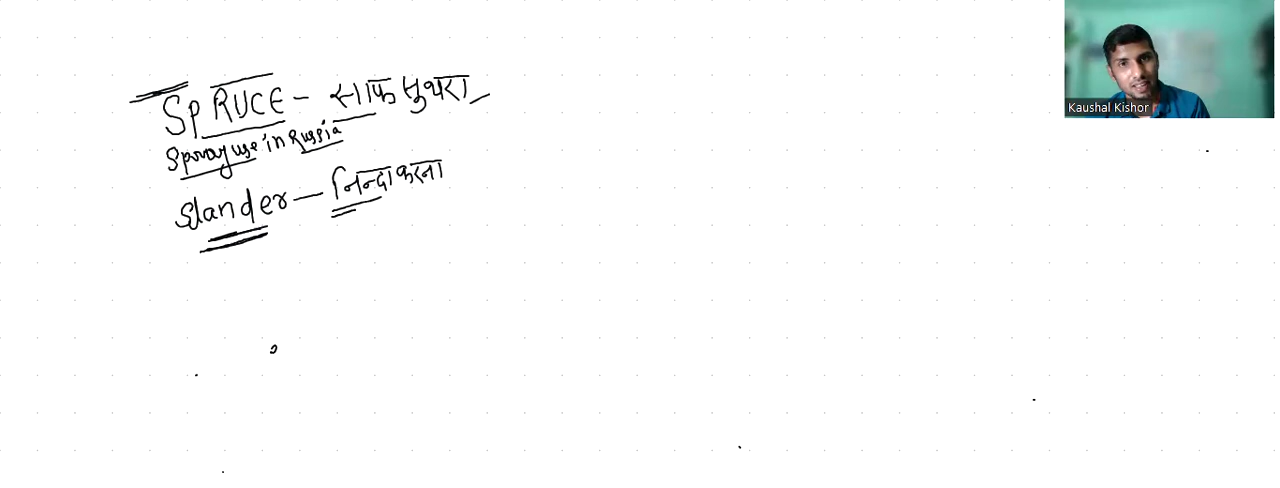 SpRUCE - साफ सुथरा
Spray use in Russia
Slander - निन्दा करना
Kaushal Kishor